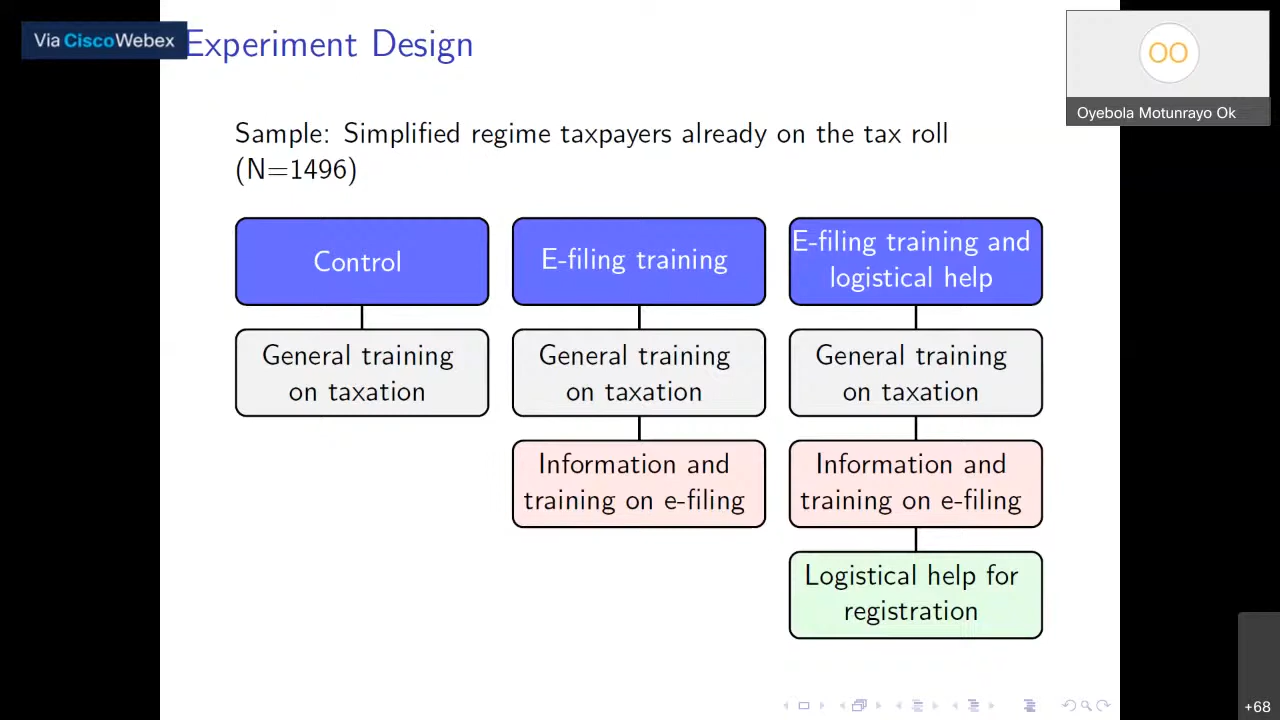 Via CiscoWebex
Experiment Design
OO
Oyebola Motunrayo Ok
Sample: Simplified regime taxpayers already on the tax roll
(N=1496)
Control
E-filing training
E-filing training and
logistical help
General training
on taxation
General training
on taxation
General training
on taxation
Information and
training on e-filing
Information and
training on e-filing
Logistical help for
registration
+68